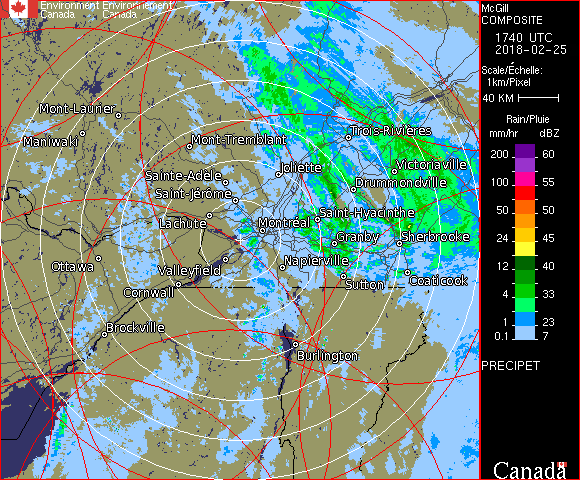 Environment Environnement
Canada Canada
McGill
COMPOSITE
1740 UTC
2018-02-25
Scale/Échelle:
1km/Pixel
40 KM
Rain/Pluie
mm/hr dBZ
200 60
100 55
50 50
24 45
12 40
4 33
1 23
0.1 7
PRECIPET
Canada
Mont-Laurier
Maniwaki
Mont-Tremblant
Trois-Rivières
Joliette
Victoriaville
Sainte-Adèle
Drummondville
Saint-Jérôme
Saint-Hyacinthe
Lachute
Montréal
Granby
Sherbrooke
Ottawa
Valleyfield
Napierville
Sutton
Coaticook
Cornwall
Brockville
Burlington